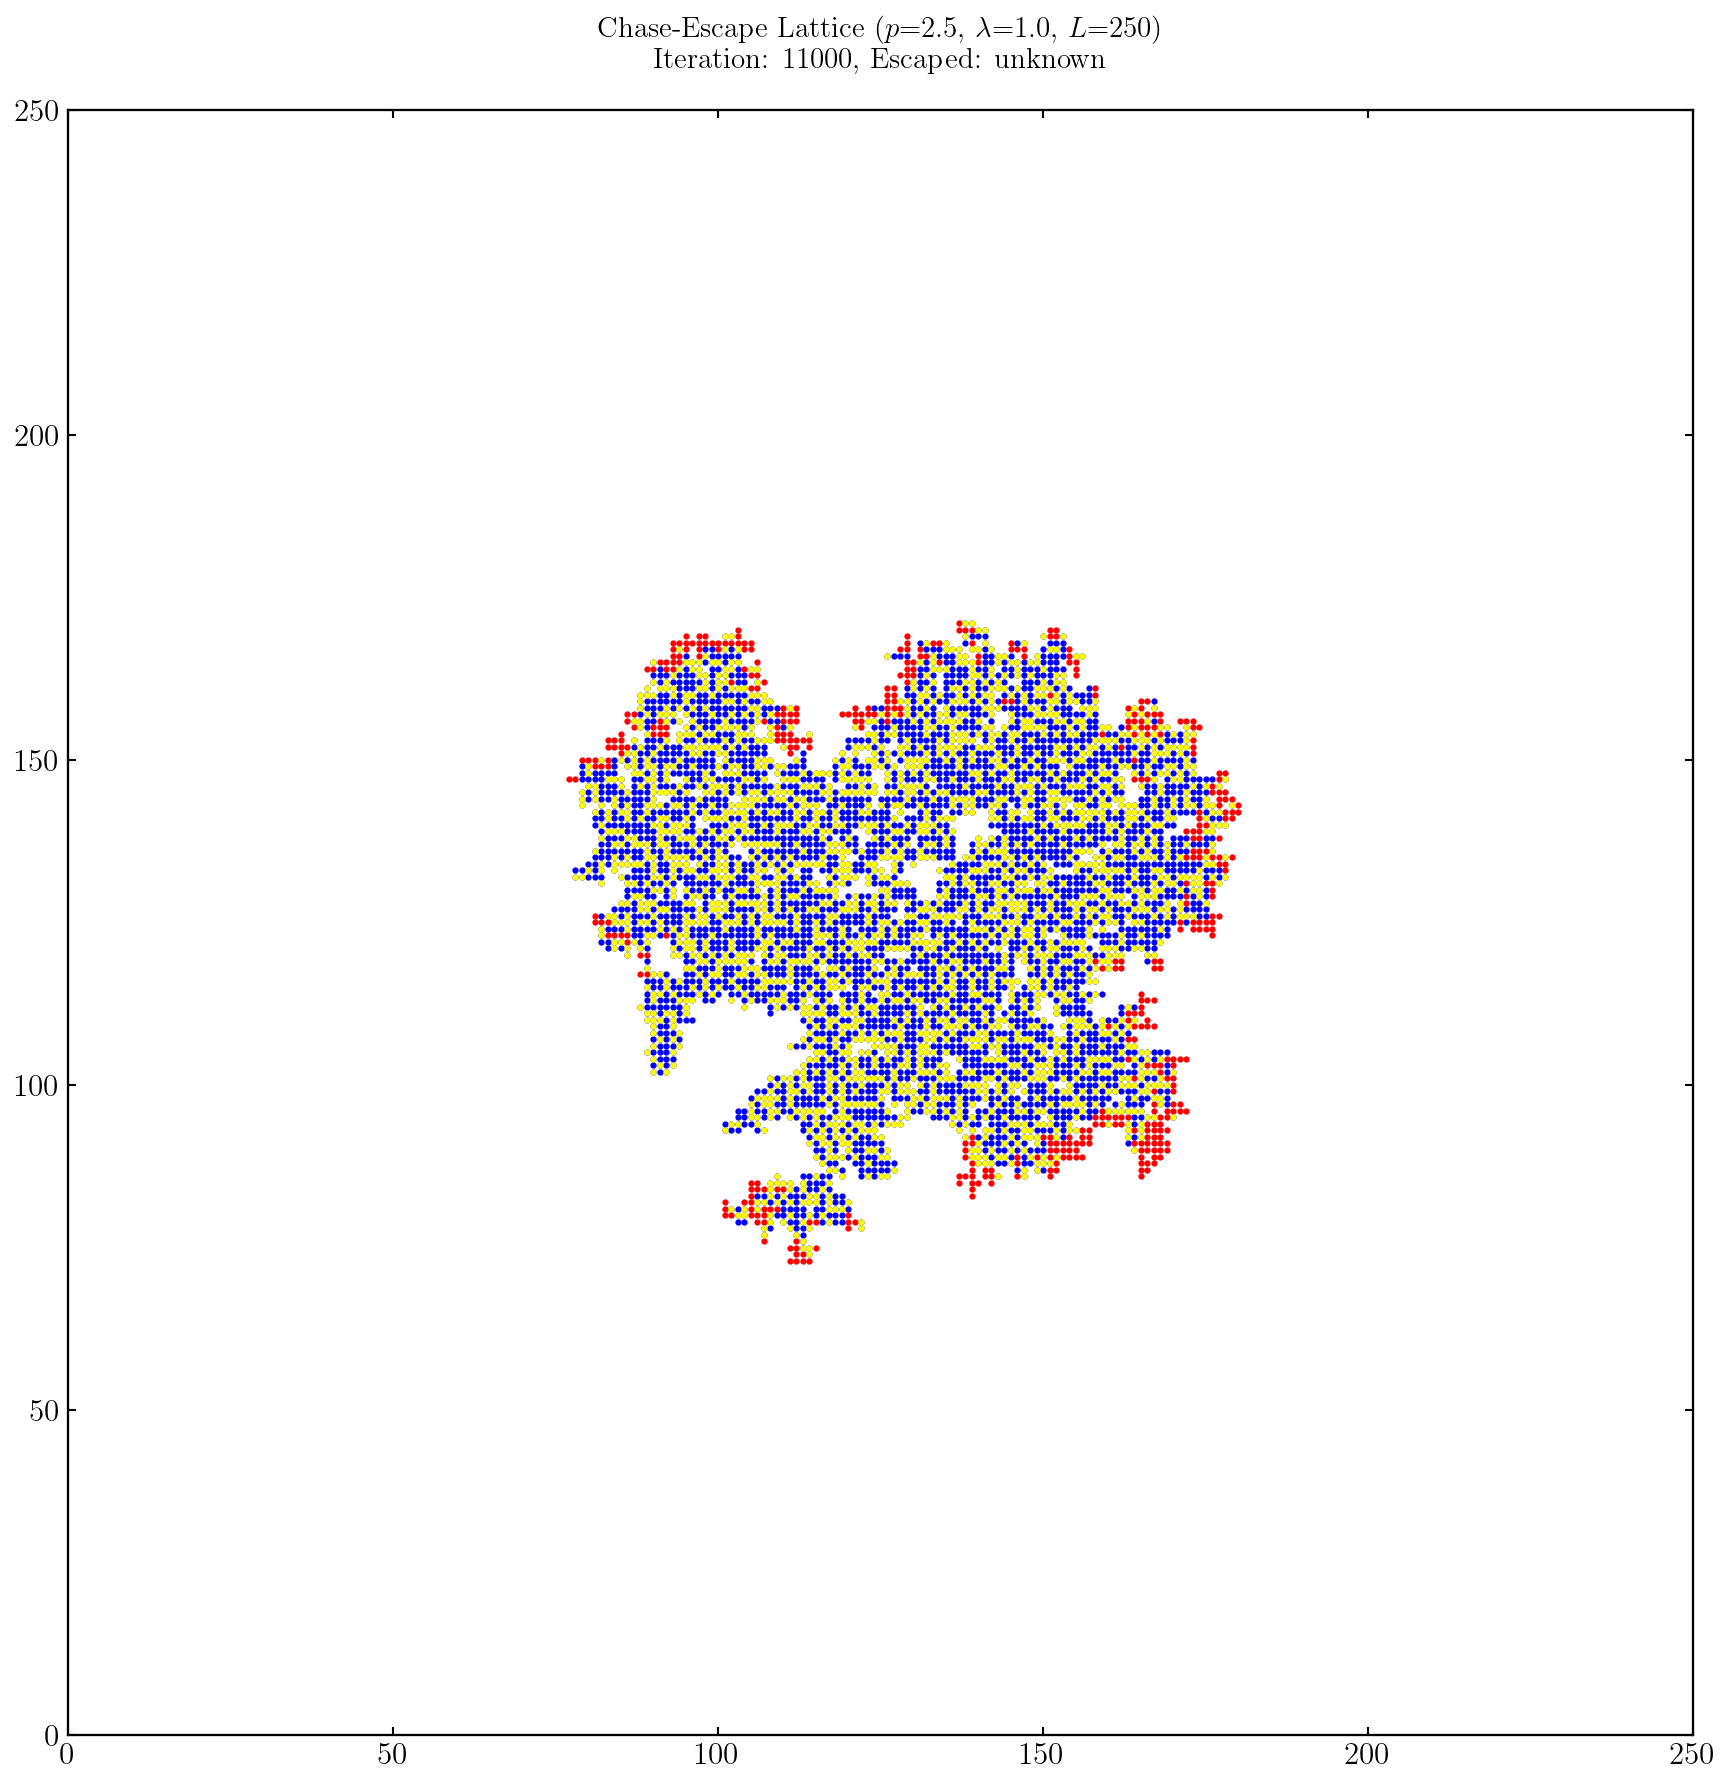 Chase-Escape Lattice (p=2.5, λ=1.0, L=250)
Iteration: 11000, Escaped: unknown
250
200
150
100
50
0
0 50 100 150 200 250